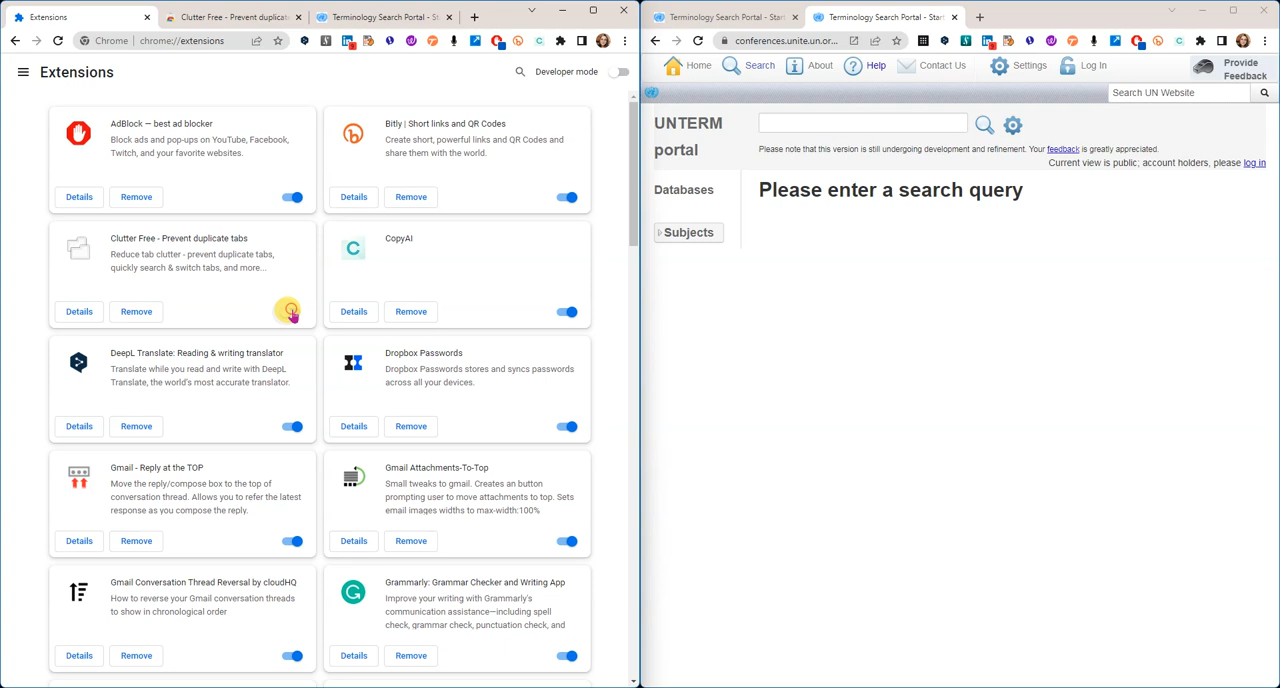 Extensions
Clutter Free - Prevent duplicate
Terminology Search Portal - St
Chrome | chrome://extensions
Extensions
Developer mode
AdBlock — best ad blocker
Block ads and pop-ups on YouTube, Facebook,
Twitch, and your favorite websites.
Details
Remove
Bitly | Short links and QR Codes
Create short, powerful links and QR Codes and
share them with the world.
Details
Remove
Clutter Free - Prevent duplicate tabs
Reduce tab clutter - prevent duplicate tabs,
quickly search & switch tabs, and more...
Details
Remove
CopyAI
Details
Remove
DeepL Translate: Reading & writing translator
Translate while you read and write with DeepL
Translate, the world's most accurate translator.
Details
Remove
Dropbox Passwords
Dropbox Passwords stores and syncs passwords
across all your devices.
Details
Remove
Gmail - Reply at the TOP
Move the reply/compose box to the top of
conversation thread. Allows you to refer the latest
response as you compose the reply.
Details
Remove
Gmail Attachments-To-Top
Small tweaks to gmail. Creates an button
prompting user to move attachments to top. Sets
email images widths to max-width:100%
Details
Remove
Gmail Conversation Thread Reversal by cloudHQ
How to reverse your Gmail conversation threads
to show in chronological order
Details
Remove
Grammarly: Grammar Checker and Writing App
Improve your writing with Grammarly's
communication assistance—including spell
check, grammar check, punctuation check, and
Details
Remove
Terminology Search Portal - Start
Terminology Search Portal - Start
conferences.unite.un.or...
Home
Search
About
Help
Contact Us
Settings
Log In
Provide
Feedback
Search UN Website
UNTERM
portal
Please note that this version is still undergoing development and refinement. Your feedback is greatly appreciated.
Current view is public; account holders, please log in
Databases
Subjects
Please enter a search query